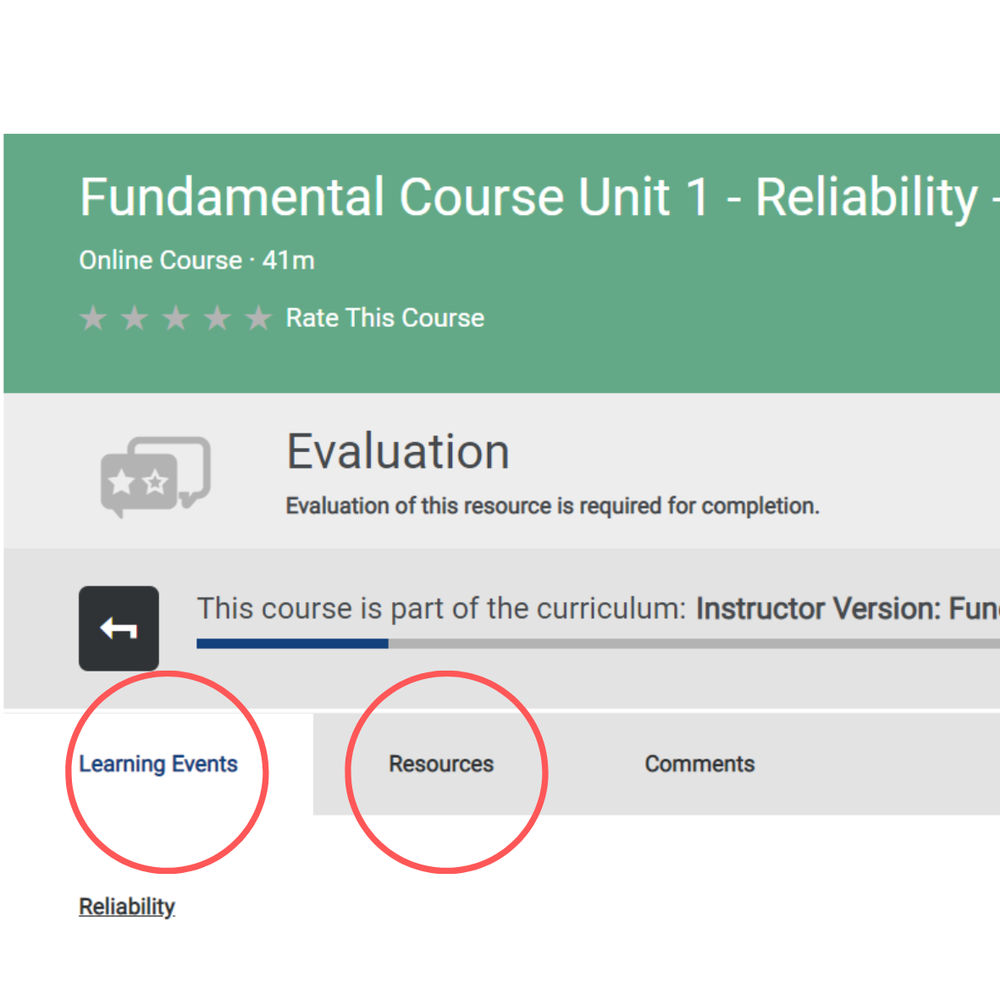 Fundamental Course Unit 1 - Reliability -
Online Course · 41m
Rate This Course
Evaluation
Evaluation of this resource is required for completion.
This course is part of the curriculum: Instructor Version:
Learning Events
Resources
Comments
Reliability